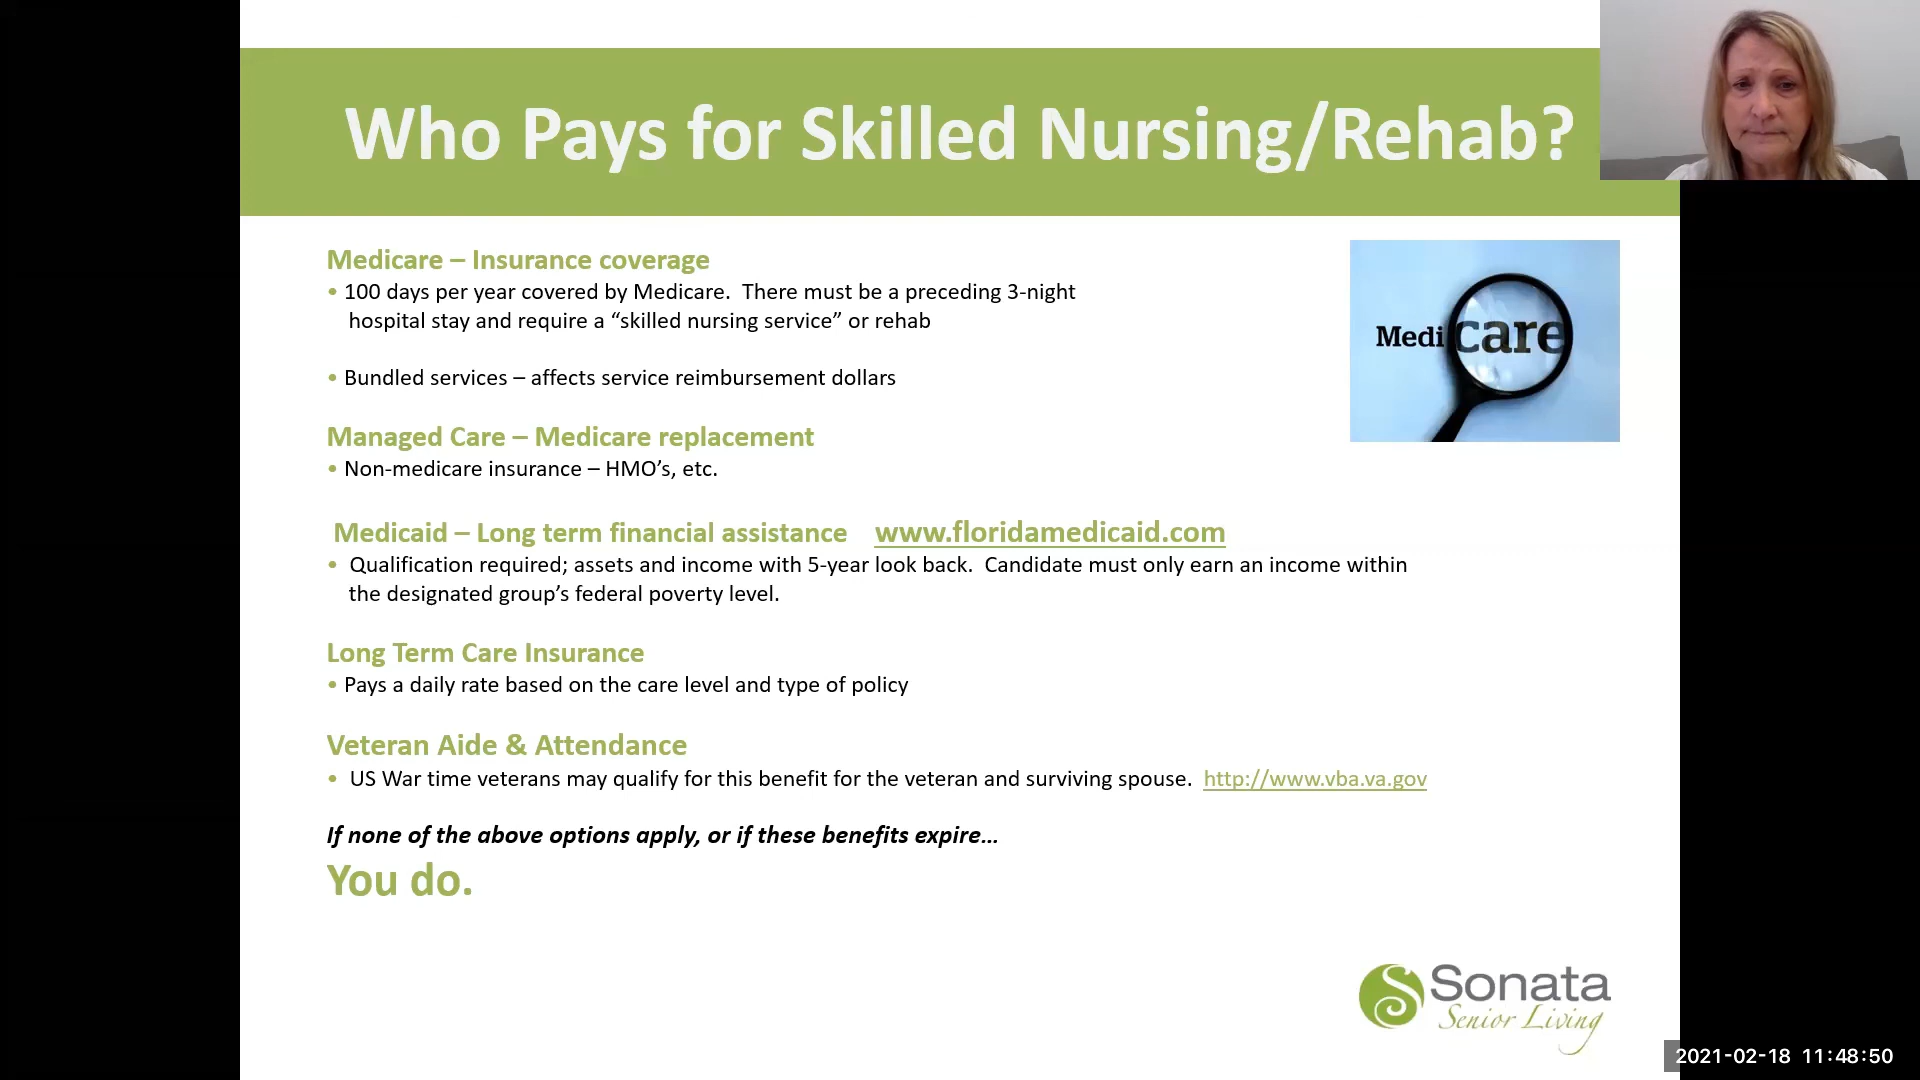 Who Pays for Skilled Nursing/Rehab?
Medicare – Insurance coverage
• 100 days per year covered by Medicare.  There must be a preceding 3-night
hospital stay and require a “skilled nursing service” or rehab
• Bundled services – affects service reimbursement dollars
Medicare
Managed Care – Medicare replacement
• Non-medicare insurance – HMO’s, etc.
Medicaid – Long term financial assistance www.floridamedicaid.com
• Qualification required; assets and income with 5-year look back.  Candidate must only earn an income within
the designated group’s federal poverty level.
Long Term Care Insurance
• Pays a daily rate based on the care level and type of policy
Veteran Aide & Attendance
• US War time veterans may qualify for this benefit for the veteran and surviving spouse.  http://www.vba.va.gov
If none of the above options apply, or if these benefits expire…
You do.
Sonata
Senior Living
2021-02-18 11:48:50